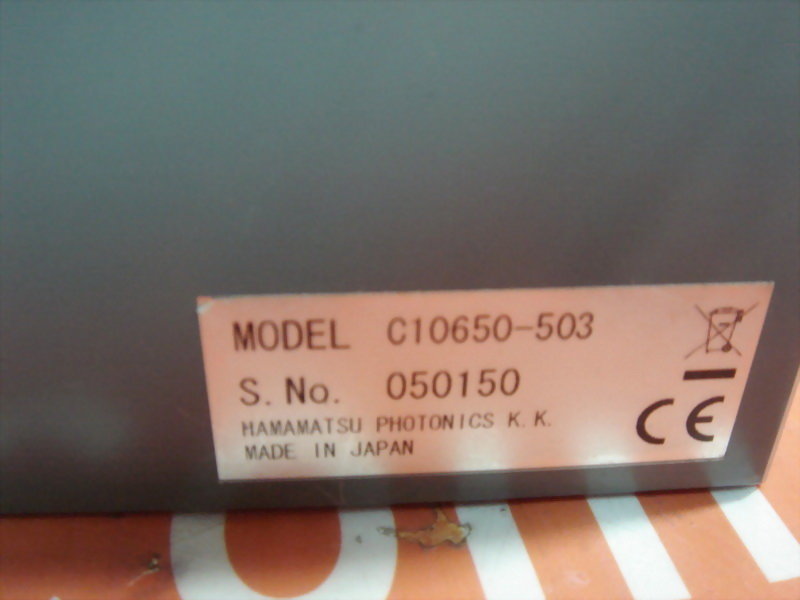 MODEL C10650-503
S. No. 050150
HAMAMATSU PHOTONICS K.K.
MADE IN JAPAN
CE